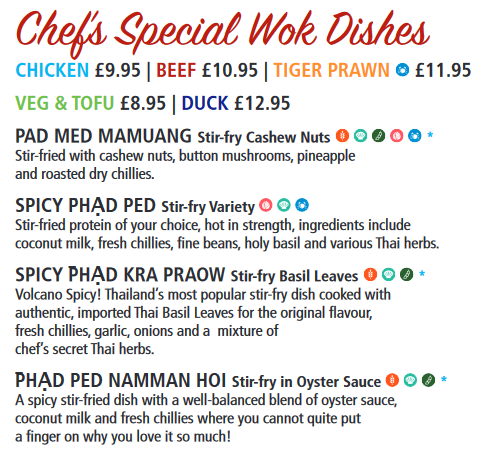 Chef's Special Wok Dishes
CHICKEN £9.95 | BEEF £10.95 | TIGER PRAWN £11.95
VEG & TOFU £8.95 | DUCK £12.95
PAD MED MAMUANG Stir-fry Cashew Nuts *
Stir-fried with cashew nuts, button mushrooms, pineapple
and roasted dry chillies.
SPICY PHẠD PED Stir-fry Variety
Stir-fried protein of your choice, hot in strength, ingredients include
coconut milk, fresh chillies, fine beans, holy basil and various Thai herbs.
SPICY PHẠD KRA PRAOW Stir-fry Basil Leaves *
Volcano Spicy! Thailand's most popular stir-fry dish cooked with
authentic, imported Thai Basil Leaves for the original flavour,
fresh chillies, garlic, onions and a mixture of
chef's secret Thai herbs.
PHẠD PED NAMMAN HOI Stir-fry in Oyster Sauce *
A spicy stir-fried dish with a well-balanced blend of oyster sauce,
coconut milk and fresh chillies where you cannot quite put
a finger on why you love it so much!